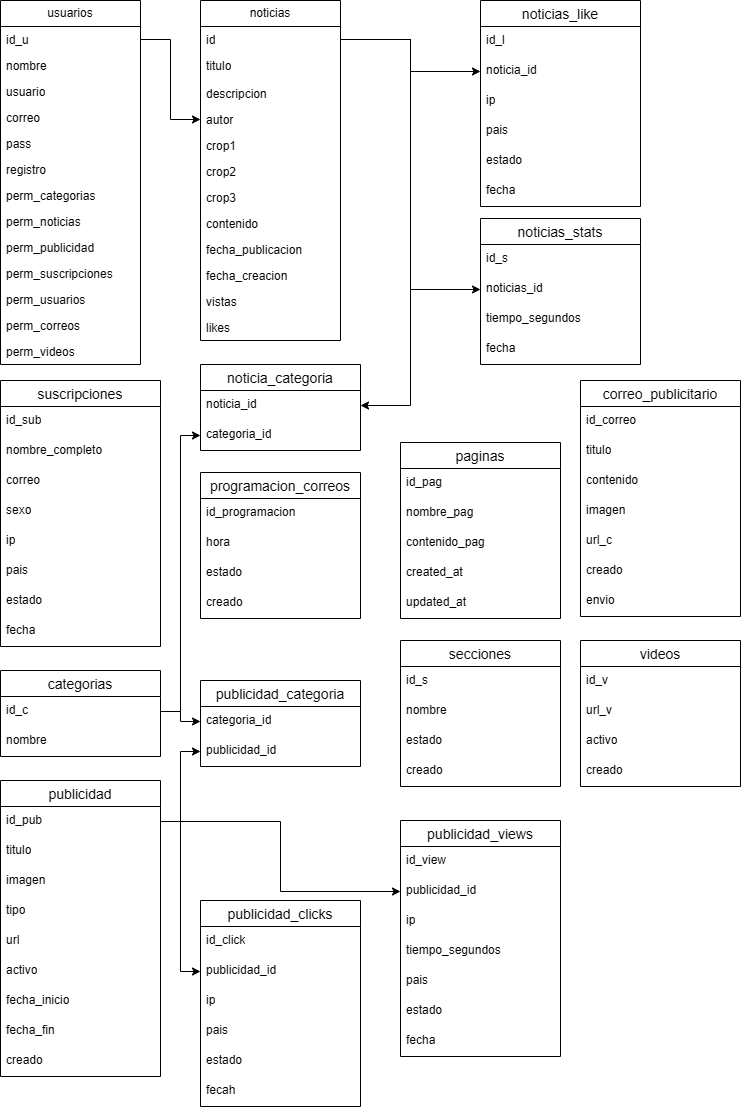 usuarios
id_u
nombre
usuario
correo
pass
registro
perm_categorias
perm_noticias
perm_publicidad
perm_suscripciones
perm_usuarios
perm_correos
perm_videos
noticias
id
titulo
descripcion
autor
crop1
crop2
crop3
contenido
fecha_publicacion
fecha_creacion
vistas
likes
noticias_like
id_l
noticia_id
ip
pais
estado
fecha
noticias_stats
id_s
noticias_id
tiempo_segundos
fecha
suscripciones
id_sub
nombre_completo
correo
sexo
ip
pais
estado
fecha
noticia_categoria
noticia_id
categoria_id
programacion_correos
id_programacion
hora
estado
creado
paginas
id_pag
nombre_pag
contenido_pag
created_at
updated_at
correo_publicitario
id_correo
titulo
contenido
imagen
url_c
creado
envio
categorias
id_c
nombre
publicidad_categoria
categoria_id
publicidad_id
secciones
id_s
nombre
estado
creado
videos
id_v
url_v
activo
creado
publicidad
id_pub
titulo
imagen
tipo
url
activo
fecha_inicio
fecha_fin
creado
publicidad_clicks
id_click
publicidad_id
ip
pais
estado
fecah
publicidad_views
id_view
publicidad_id
ip
tiempo_segundos
pais
estado
fecha